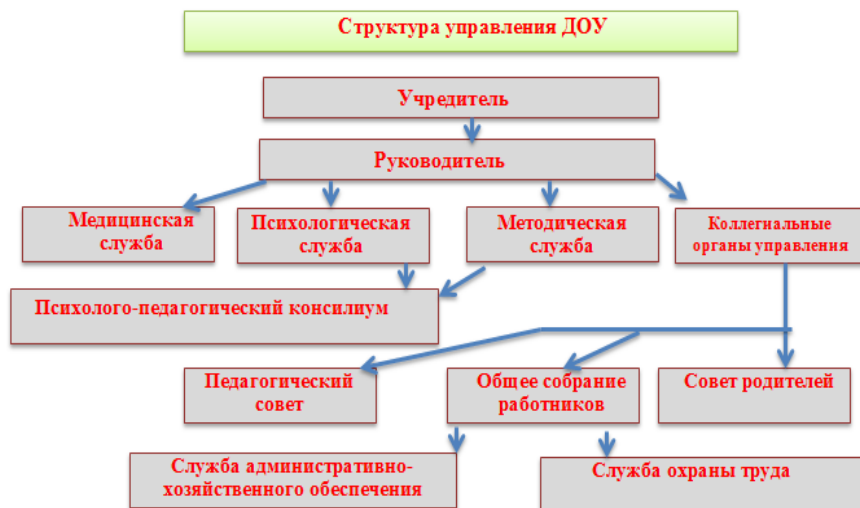 Структура управления ДОУ
Учредитель
Руководитель
Медицинская
служба
Психологическая
служба
Методическая
служба
Коллегиальные
органы управления
Психолого-педагогический консилиум
Педагогический
совет
Общее собрание
работников
Совет родителей
Служба административно-
хозяйственного обеспечения
Служба охраны труда